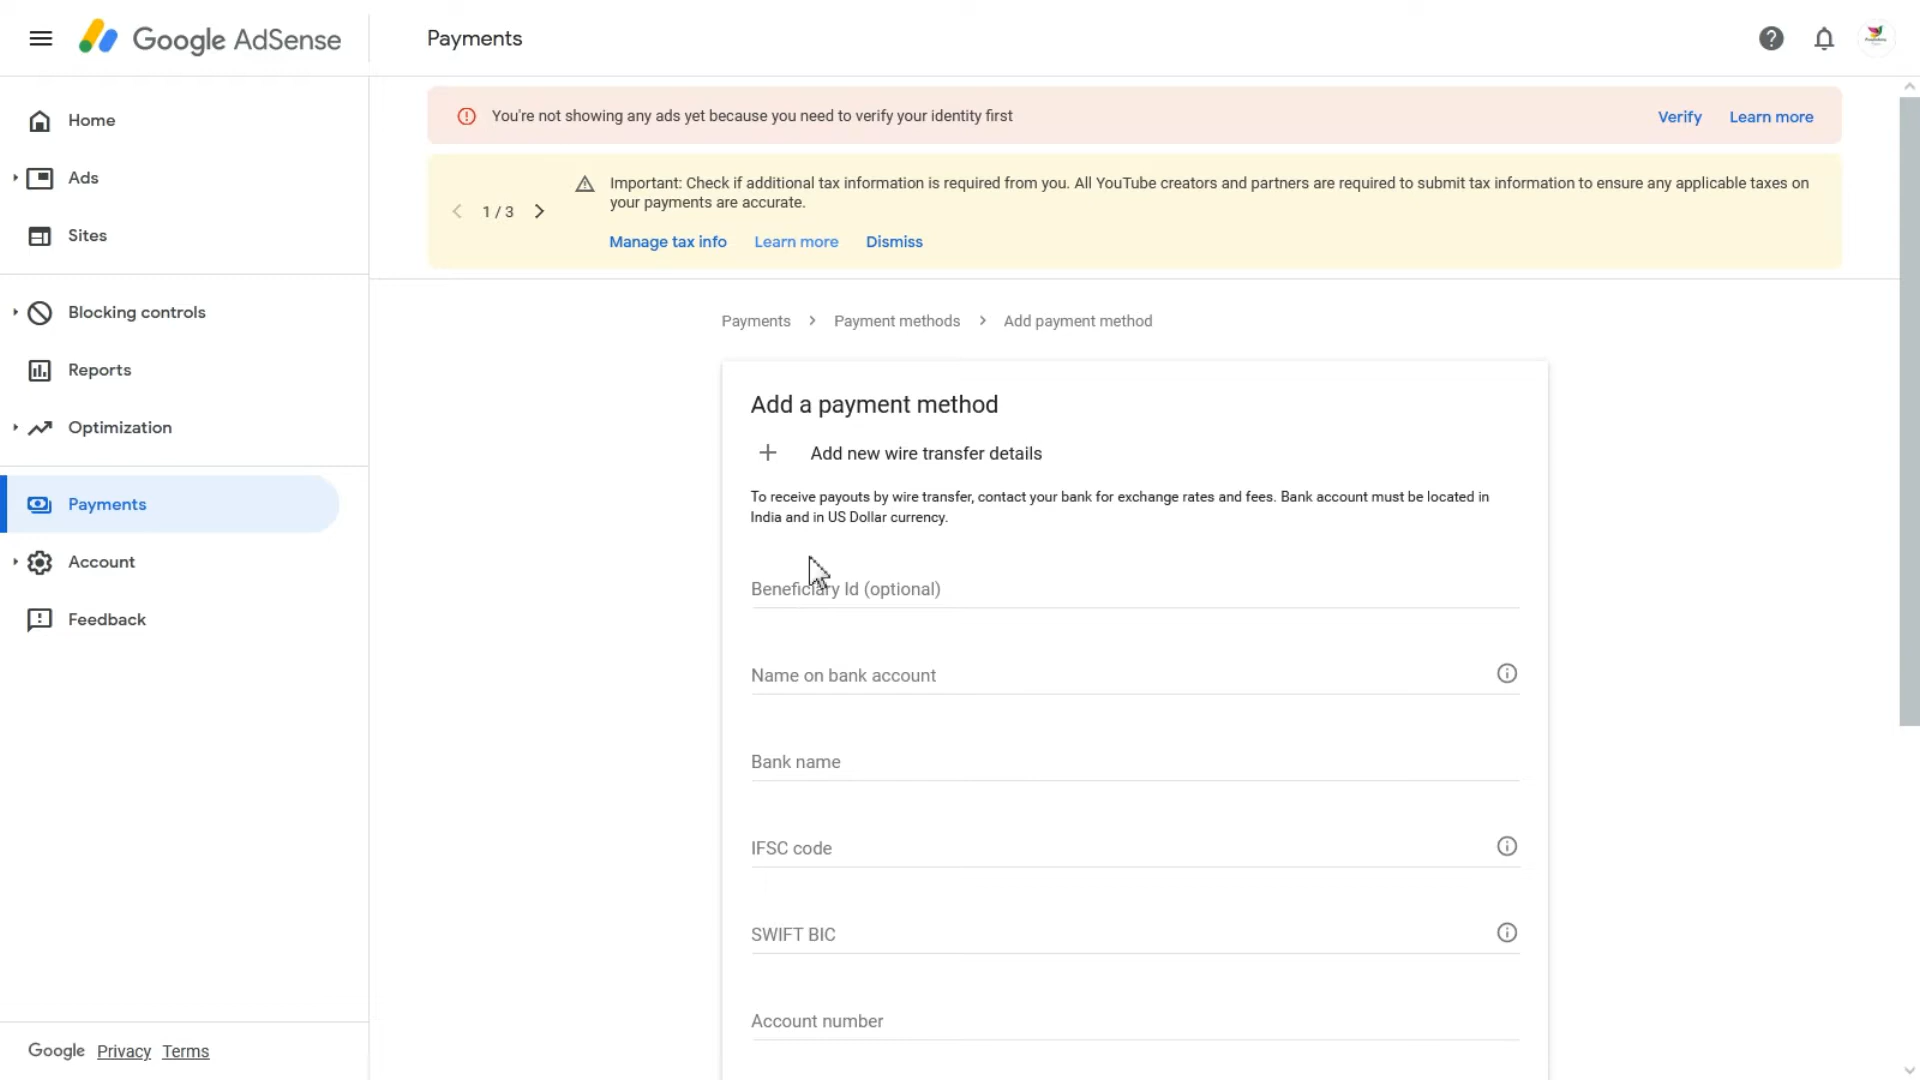 Google AdSense
Payments
Home
Ads
Sites
Blocking controls
Reports
Optimization
Payments
Account
Feedback
Google Privacy Terms
You're not showing any ads yet because you need to verify your identity first
Verify Learn more
1 / 3
Important: Check if additional tax information is required from you. All YouTube creators and partners are required to submit tax information to ensure any applicable taxes on
your payments are accurate.
Manage tax info Learn more Dismiss
Payments > Payment methods > Add payment method
Add a payment method
+ Add new wire transfer details
To receive payouts by wire transfer, contact your bank for exchange rates and fees. Bank account must be located in
India and in US Dollar currency.
Beneficiary Id (optional)
Name on bank account
Bank name
IFSC code
SWIFT BIC
Account number